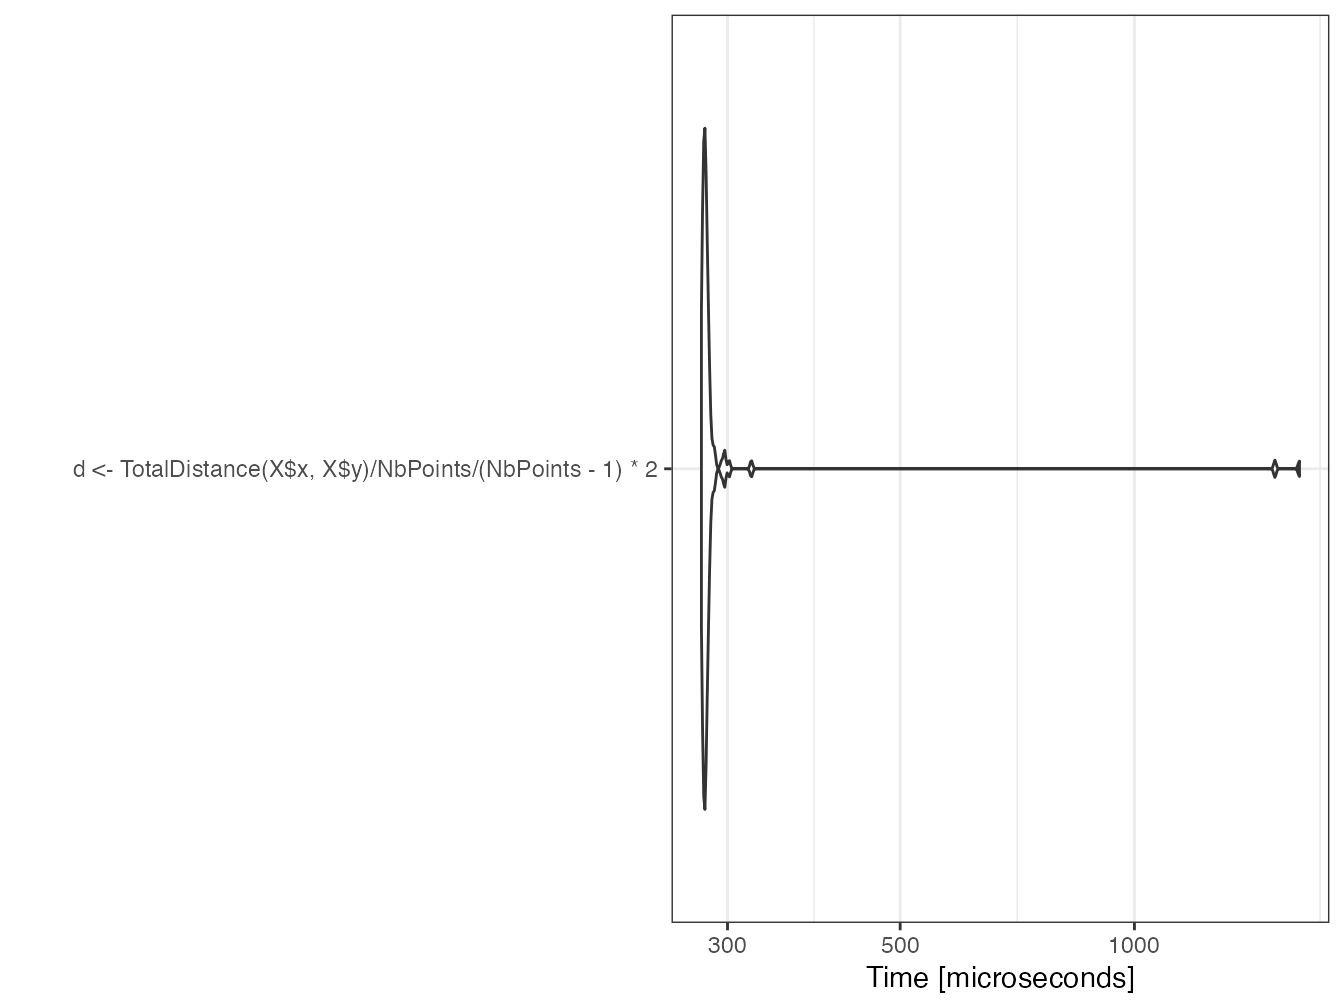 d <- TotalDistance(X$x, X$y)/NbPoints/(NbPoints - 1) * 2
300 500 1000
Time [microseconds]